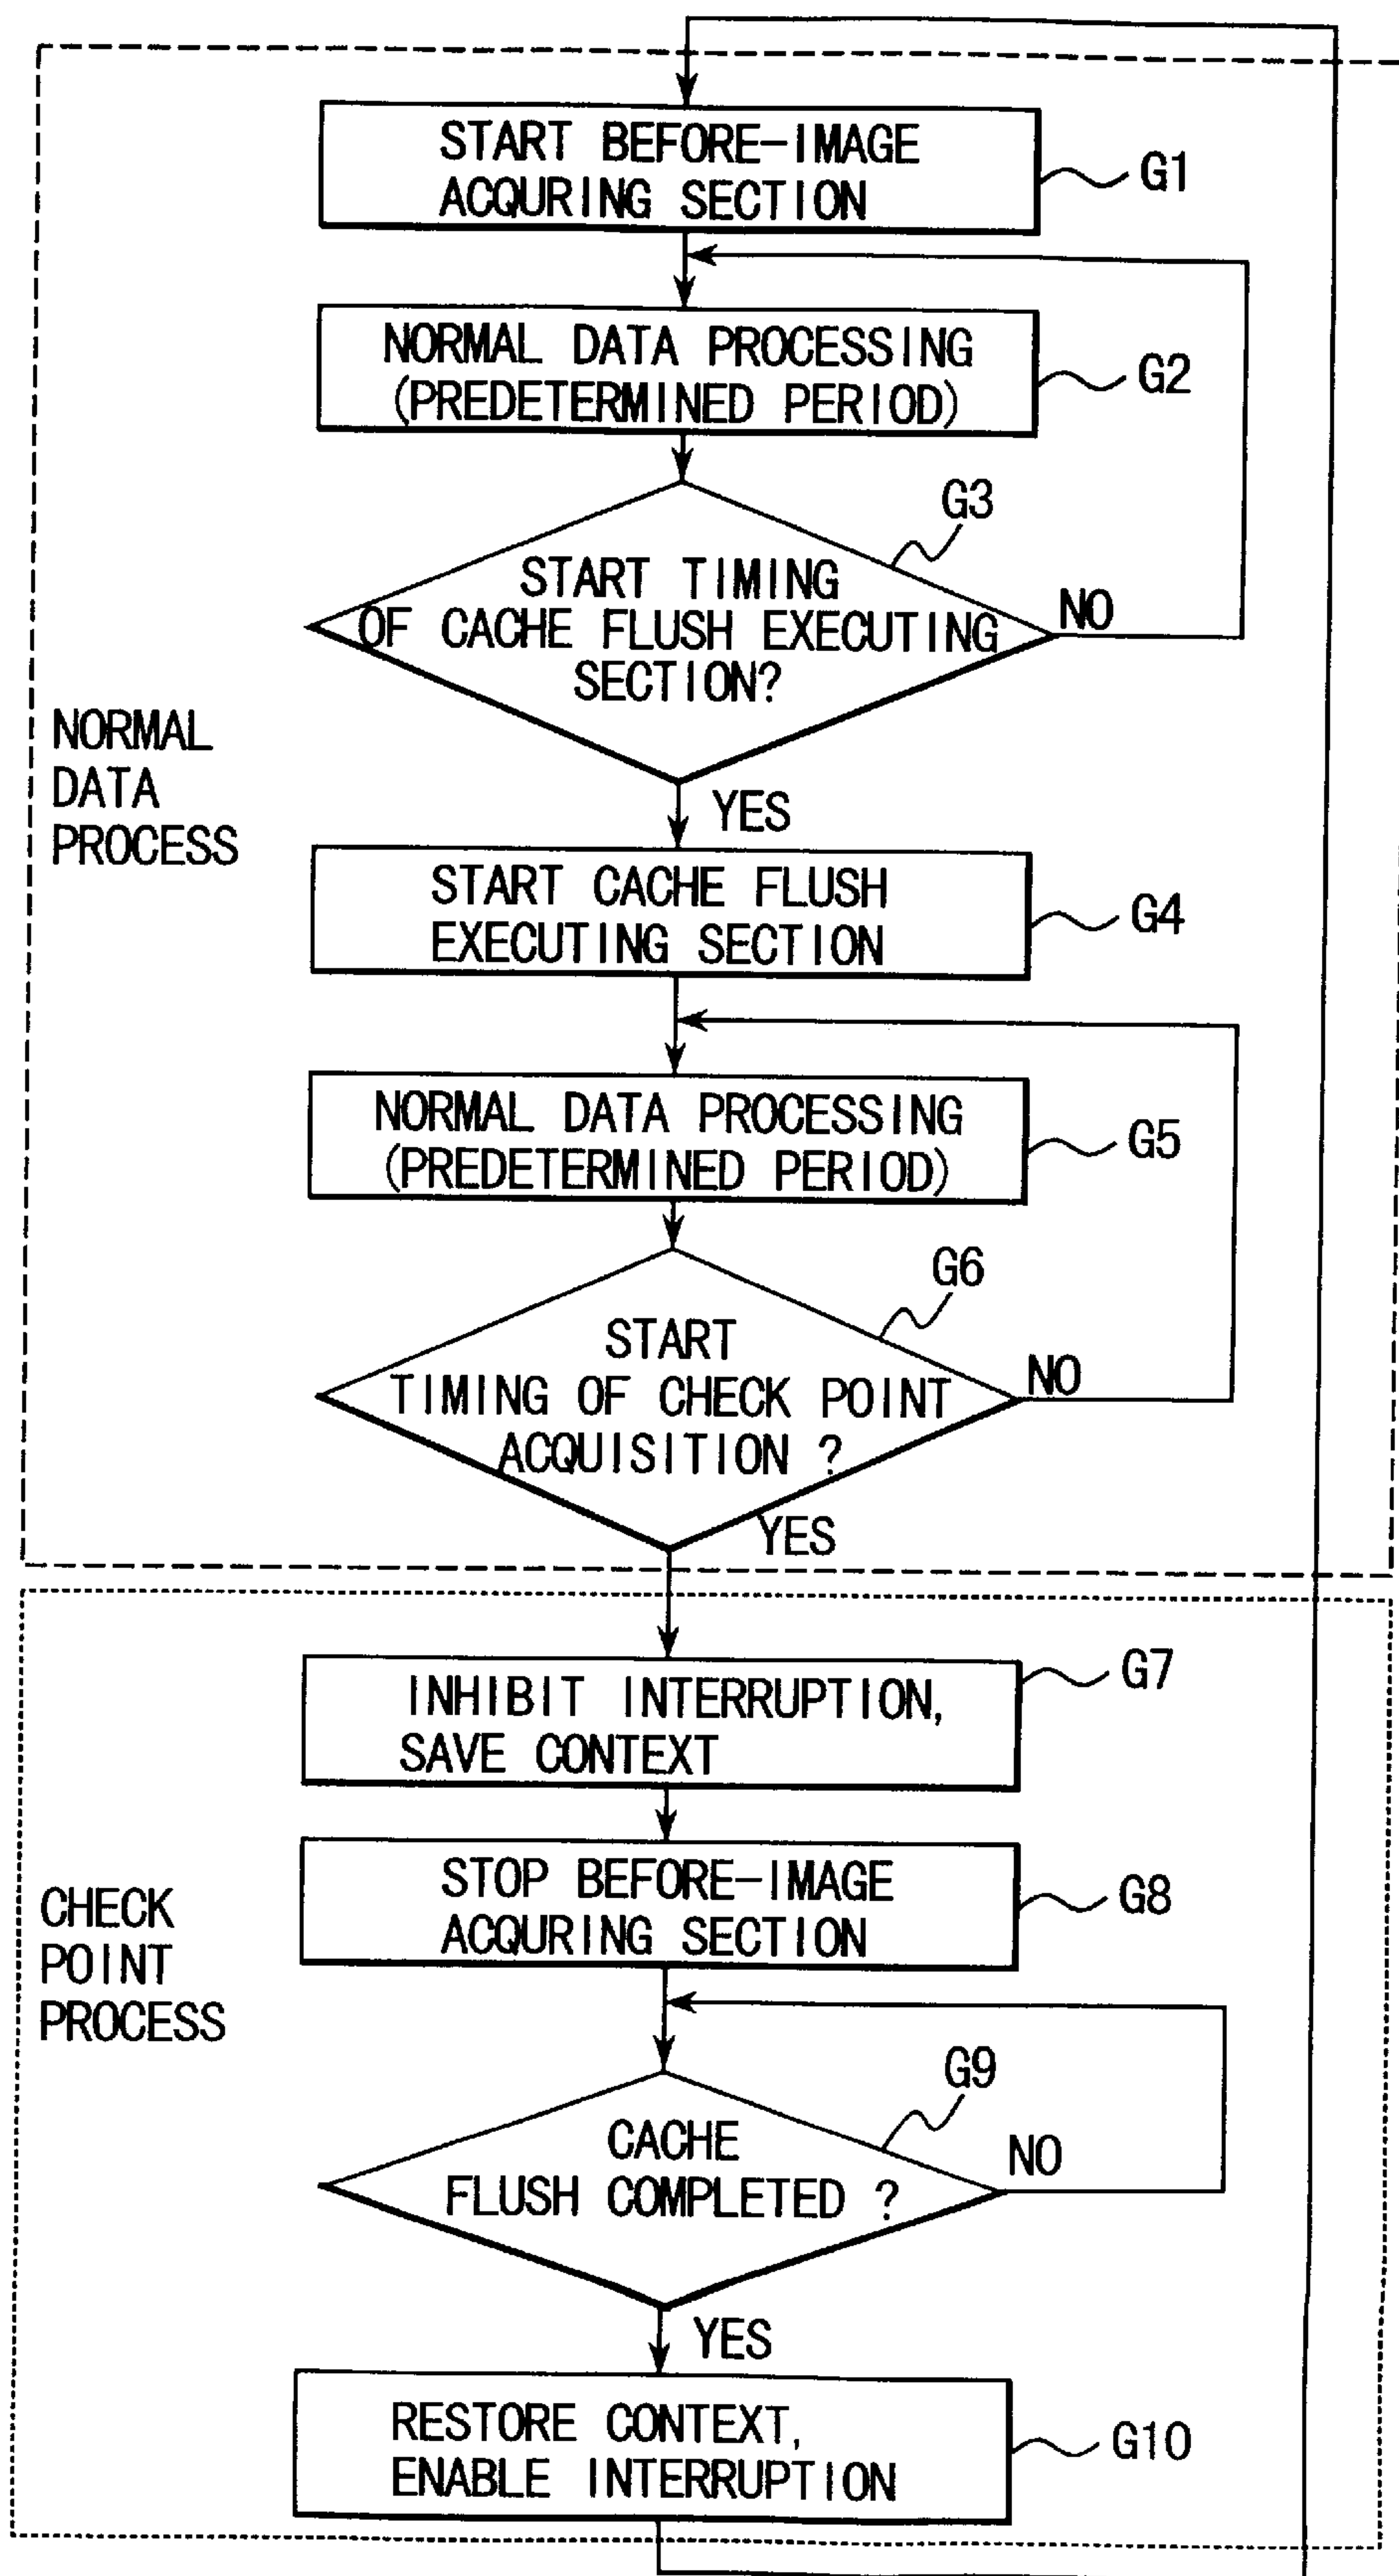 START BEFORE-IMAGE
ACQURING SECTION
G1
NORMAL DATA PROCESSING
(PREDETERMINED PERIOD)
G2
G3
START TIMING
OF CACHE FLUSH EXECUTING
SECTION?
NO
YES
NORMAL
DATA
PROCESS
START CACHE FLUSH
EXECUTING SECTION
G4
NORMAL DATA PROCESSING
(PREDETERMINED PERIOD)
G5
G6
START
TIMING OF CHECK POINT
ACQUISITION ?
NO
YES
INHIBIT INTERRUPTION,
SAVE CONTEXT
G7
STOP BEFORE-IMAGE
ACQURING SECTION
G8
CHECK
POINT
PROCESS
G9
CACHE
FLUSH COMPLETED ?
NO
YES
RESTORE CONTEXT,
ENABLE INTERRUPTION
G10